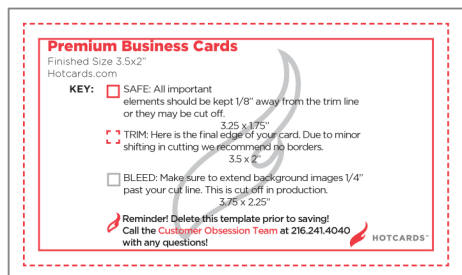 Premium Business Cards
Finished Size 3.5x2"
Hotcards.com
KEY: SAFE: All important
elements should be kept 1/8" away from the trim line
or they may be cut off.
3.25 x 1.75"
TRIM: Here is the final edge of your card. Due to minor
shifting in cutting we recommend no borders.
3.5 x 2"
BLEED: Make sure to extend background images 1/4"
past your cut line. This is cut off in production.
3.75 x 2.25"
Reminder! Delete this template prior to saving!
Call the Customer Obsession Team at 216.241.4040
with any questions!
HOTCARDS™